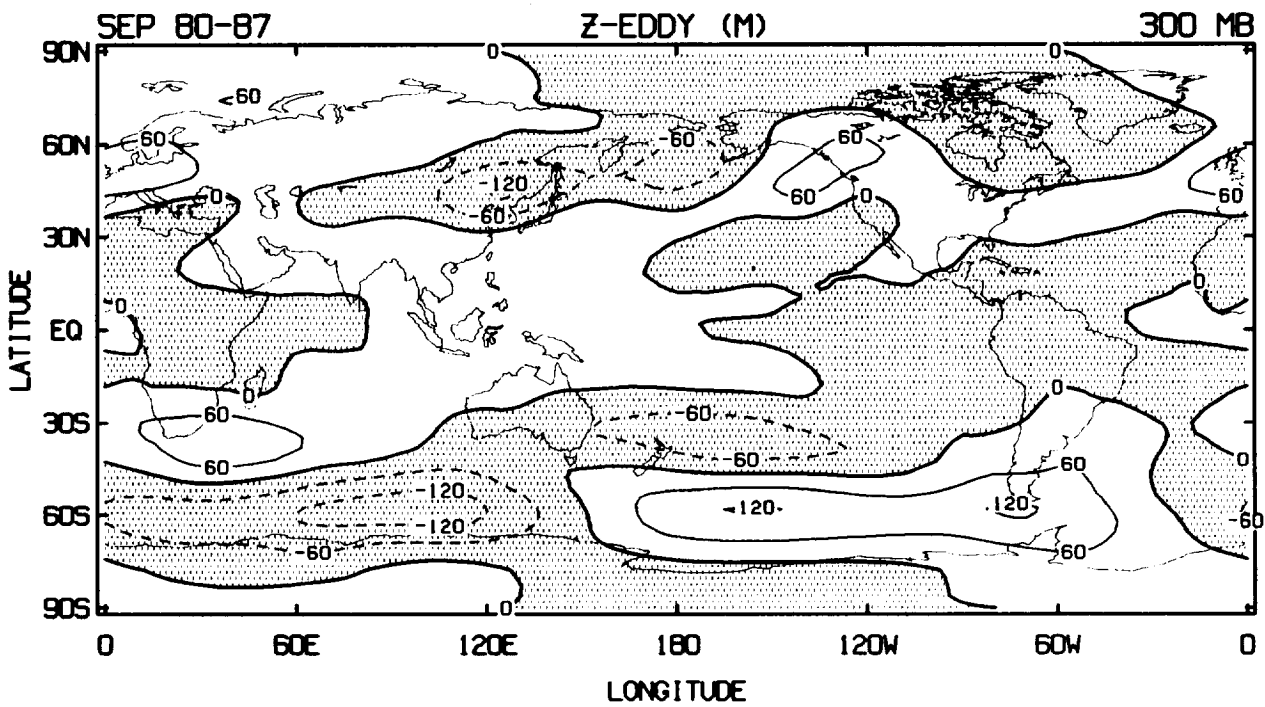 SEP 80-87 Z-EDDY (M) 300 MB
0 0
90N
<60
60N 60 -60 60
-120 60 60
0 -60 0
30N
0 0
EQ
0 0
60 -60
30S
60 -60 60 0
-120 <120. .120
60S -120 -60
-60 60
90S 0
0 60E 120E 180 120W 60W 0
LATITUDE
LONGITUDE